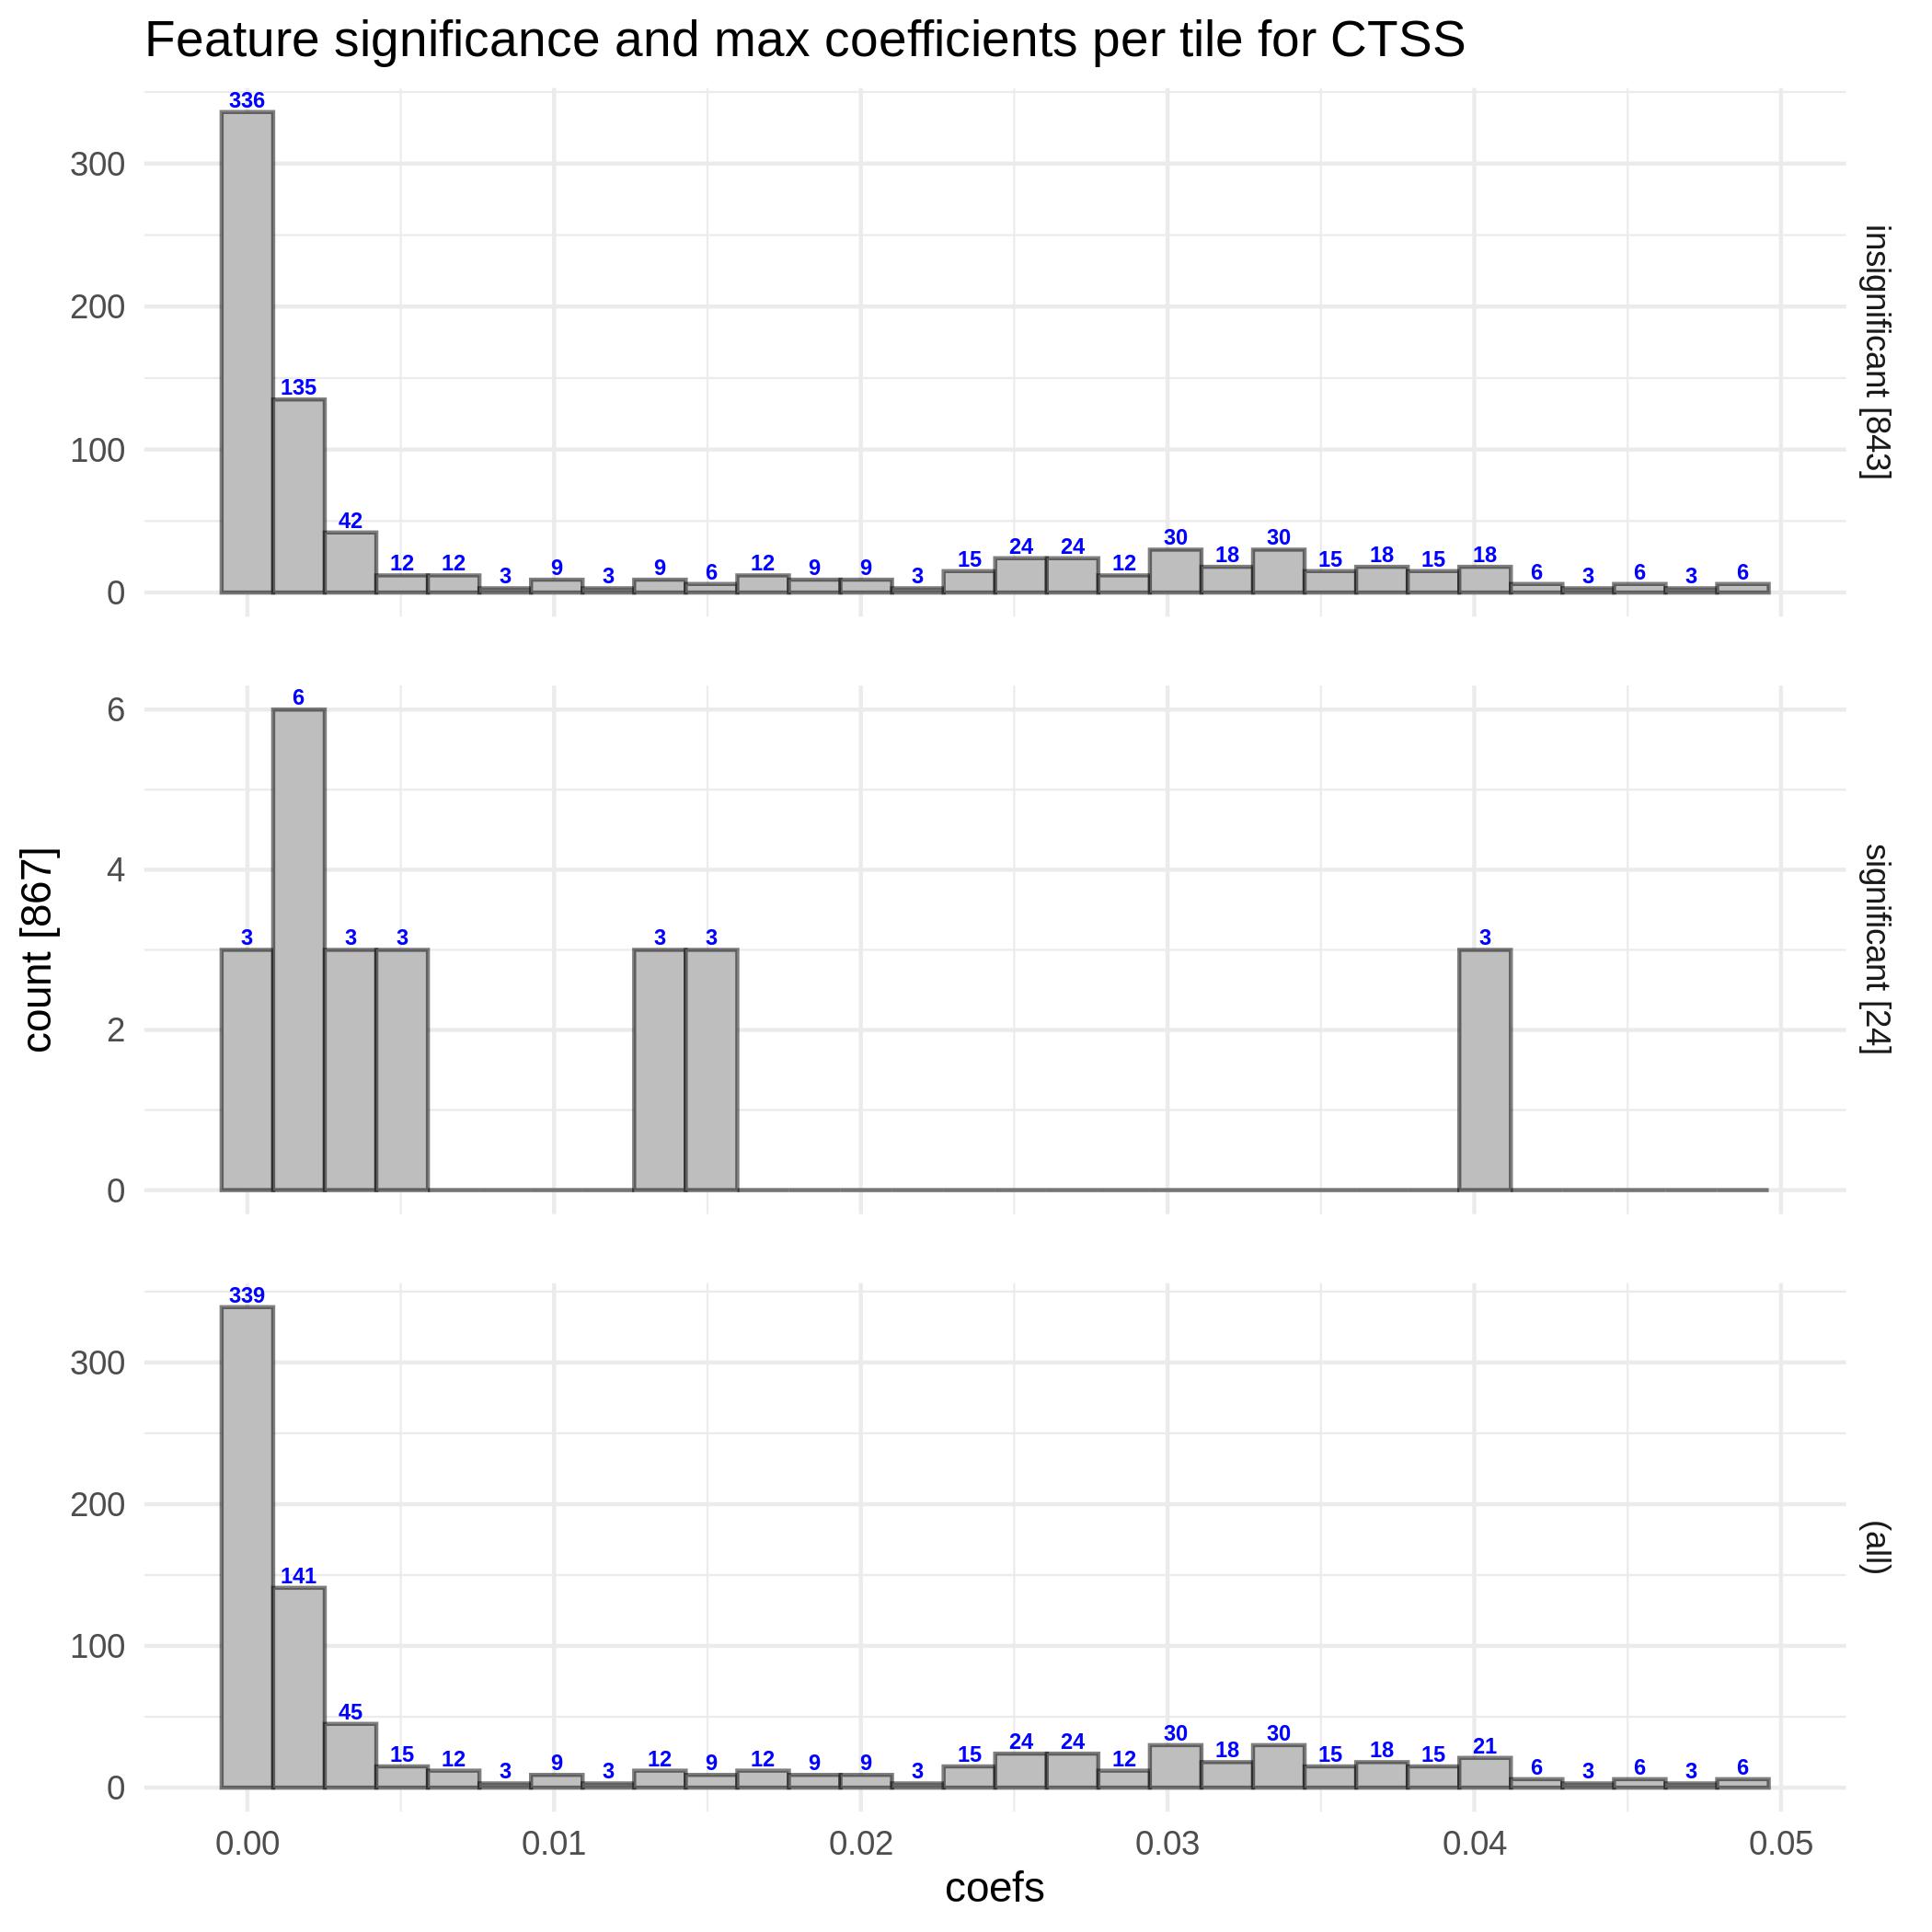 Feature significance and max coefficients per tile for CTSS
336
300
200
135
100
42
12 12 3 9 3 9 6 12 9 9 3 15 24 24 12 30 18 30 15 18 15 18 6 3 6 3 6
0
insignificant [843]
6
6
4
3 3 3 3 3 3
2
0
significant [24]
count [867]
339
300
200
141
100
45
15 12 3 9 3 12 9 12 9 9 3 15 24 24 12 30 18 30 15 18 15 21 6 3 6 3 6
0
(all)
0.00 0.01 0.02 0.03 0.04 0.05
coefs